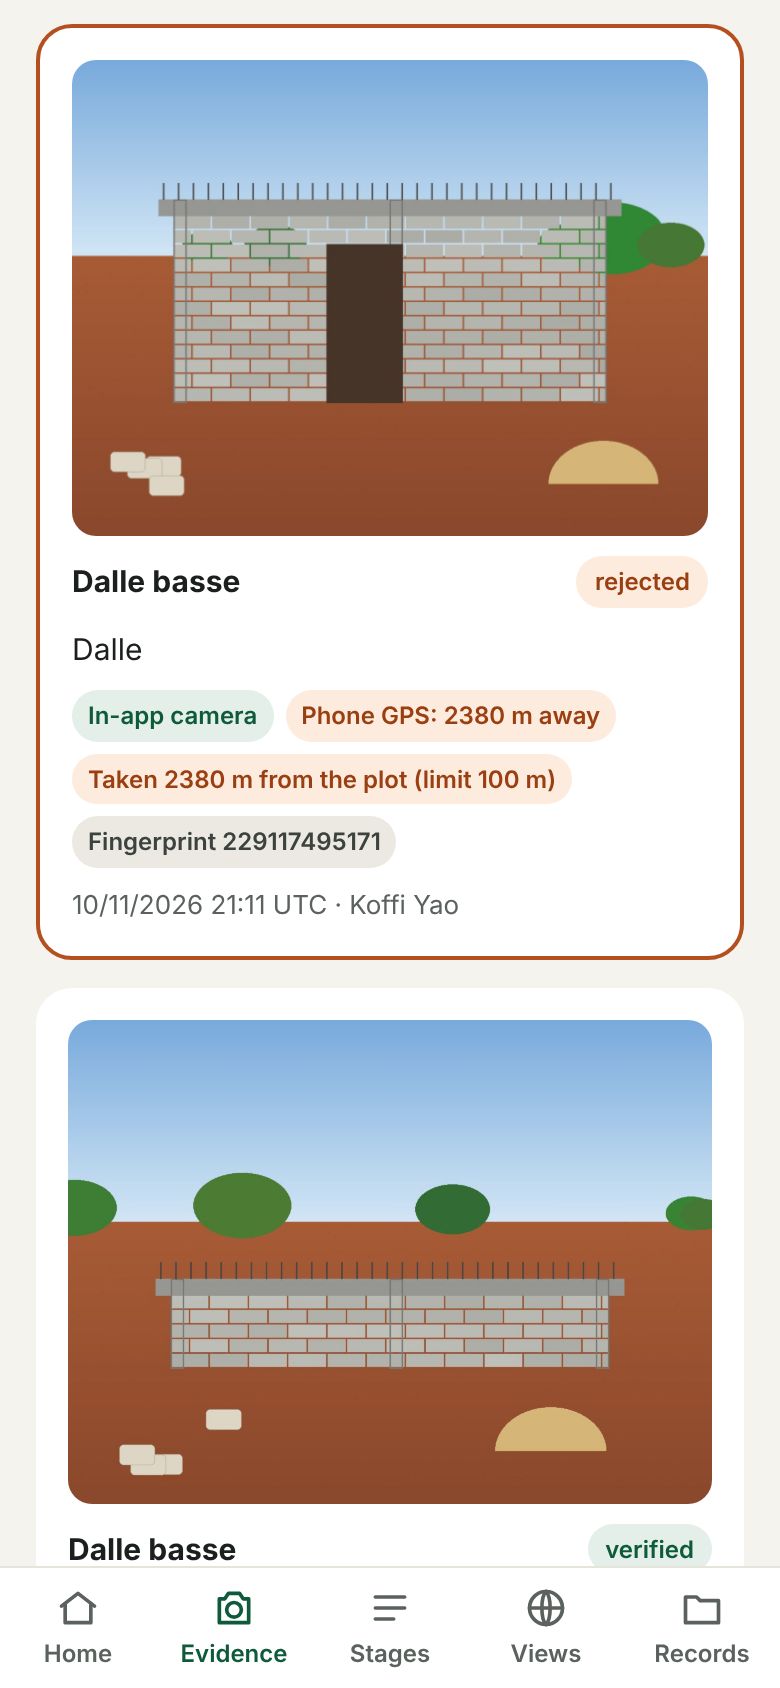 Dalle basse
rejected
Dalle
In-app camera
Phone GPS: 2380 m away
Taken 2380 m from the plot (limit 100 m)
Fingerprint 229117495171
10/11/2026 21:11 UTC · Koffi Yao
Dalle basse
verified
Home
Evidence
Stages
Views
Records